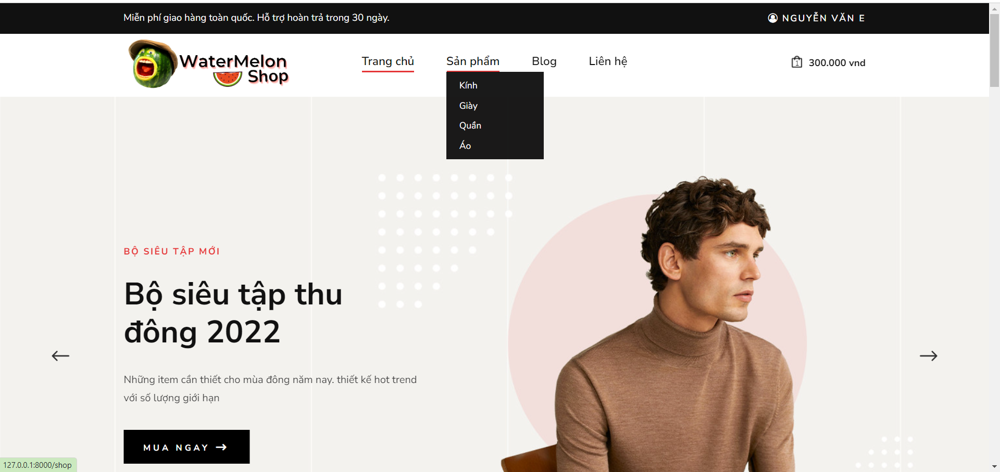 Miễn phí giao hàng toàn quốc. Hỗ trợ hoàn trả trong 30 ngày.
NGUYỄN VĂN E
WaterMelon
Shop
Trang chủ
Sản phẩm
Blog
Liên hệ
1
300.000 vnd
Kính
Giày
Quần
Áo
BỘ SIÊU TẬP MỚI
Bộ siêu tập thu
đông 2022
Những item cần thiết cho mùa đông năm nay. thiết kế hot trend
với số lượng giới hạn
MUA NGAY
127.0.0.1:8000/shop